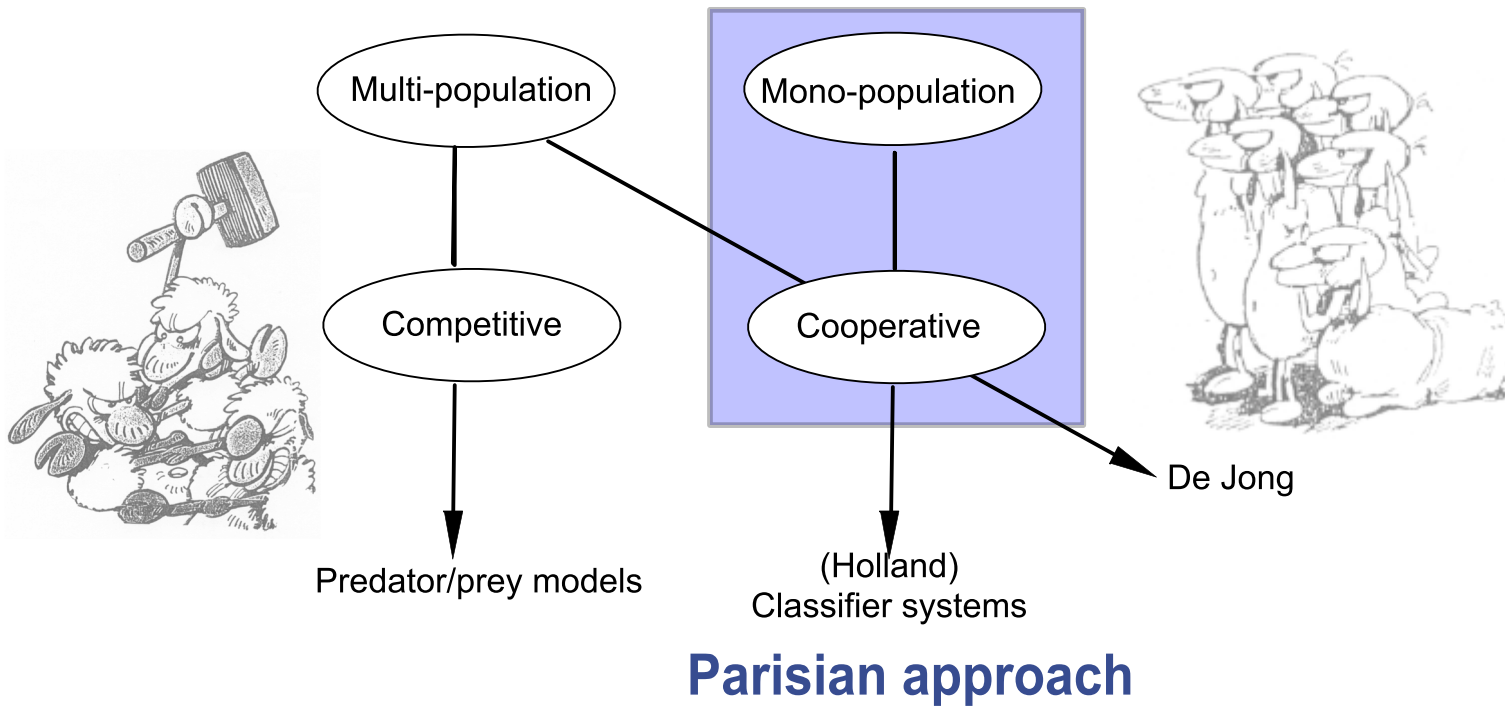 Multi-population
Mono-population
Competitive
Cooperative
De Jong
Predator/prey models
(Holland)
Classifier systems
Parisian approach